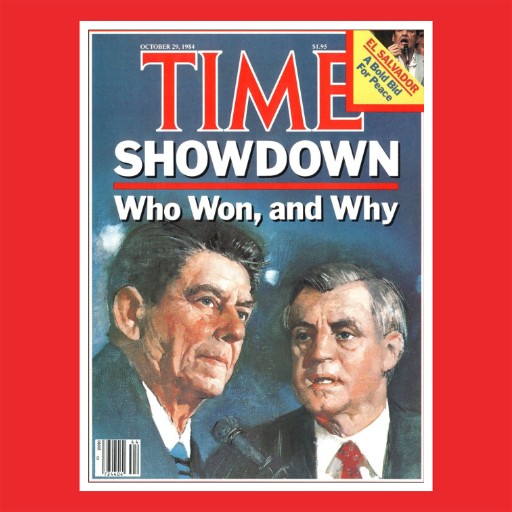 OCTOBER 29, 1984
$1.95
TIME
EL SALVADOR
A Bold Bid
For Peace
SHOWDOWN
Who Won, and Why